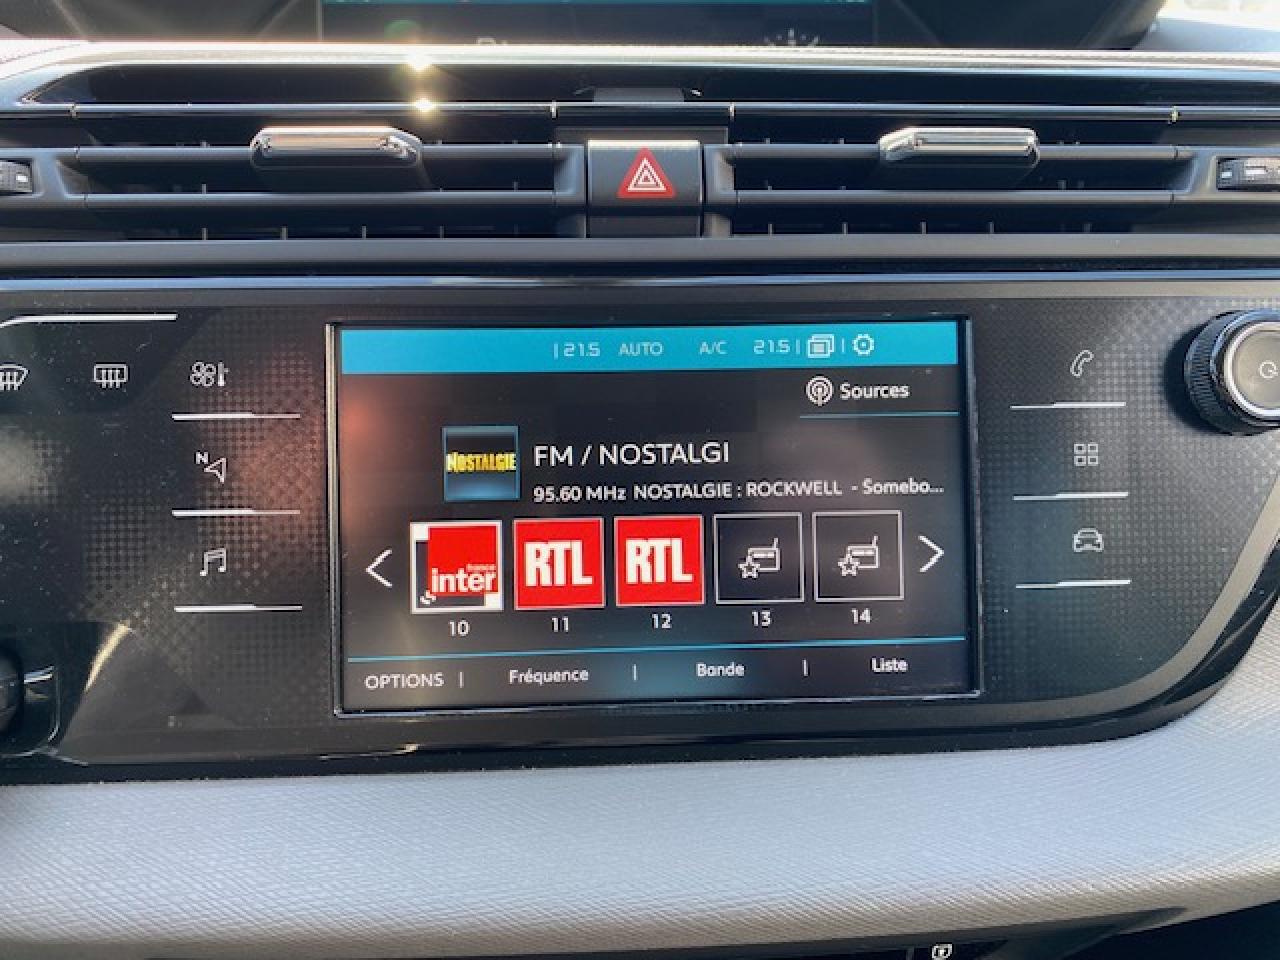 21.5 AUTO A/C 21.5
Sources
NOSTALGIE
FM / NOSTALGI
95.60 MHz NOSTALGIE : ROCKWELL - Somebo...
france
inter
RTL
RTL
10
11
12
13
14
OPTIONS | Fréquence | Bande | Liste
N